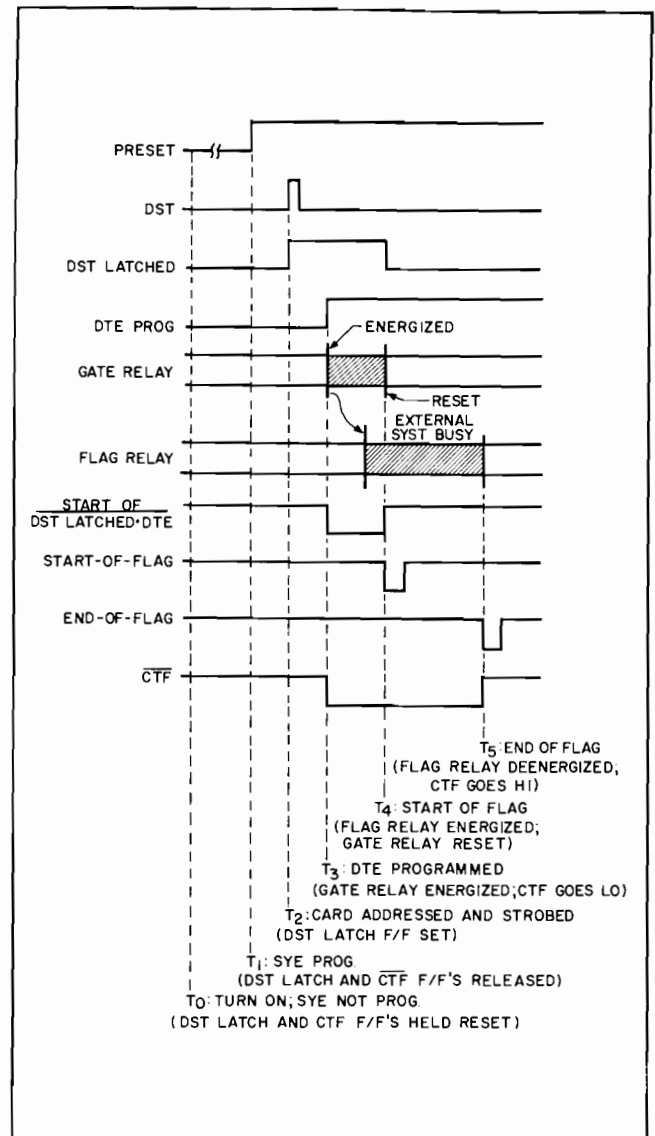 PRESET
DST
DST LATCHED
DTE PROG
ENERGIZED
GATE RELAY
RESET
EXTERNAL
SYST BUSY
FLAG RELAY
START OF
DST LATCHED•DTE
START-OF-FLAG
END-OF-FLAG
CTF
T5: END OF FLAG
(FLAG RELAY DEENERGIZED;
CTF GOES HI)
T4: START OF FLAG
(FLAG RELAY ENERGIZED;
GATE RELAY RESET)
T3: DTE PROGRAMMED
(GATE RELAY ENERGIZED; CTF GOES LO)
T2: CARD ADDRESSED AND STROBED
(DST LATCH F/F SET)
T1: SYE PROG.
(DST LATCH AND CTF F/F'S RELEASED)
T0: TURN ON; SYE NOT PROG.
(DST LATCH AND CTF F/F'S HELD RESET)